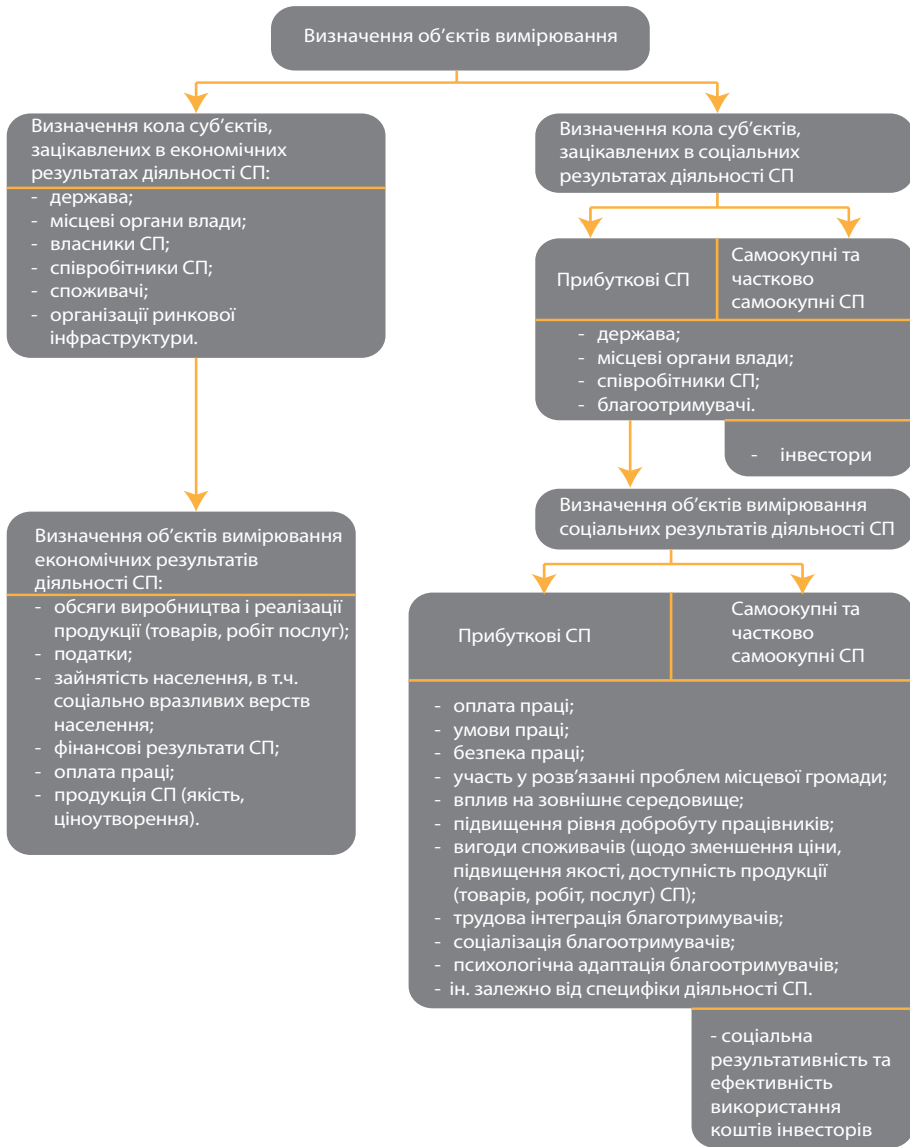 Визначення об’єктів вимірювання
Визначення кола суб’єктів,
зацікавлених в економічних
результатах діяльності СП:
- держава;
- місцеві органи влади;
- власники СП;
- співробітники СП;
- споживачі;
- організації ринкової
інфраструктури.
Визначення об’єктів вимірювання
економічних результатів
діяльності СП:
- обсяги виробництва і реалізації
продукції (товарів, робіт послуг);
- податки;
- зайнятість населення, в т.ч.
соціально вразливих верств
населення;
- фінансові результати СП;
- оплата праці;
- продукція СП (якість,
ціноутворення).
Визначення кола суб’єктів,
зацікавлених в соціальних
результатах діяльності СП
Прибуткові СП
Самоокупні та
частково
самоокупні СП
- держава;
- місцеві органи влади;
- співробітники СП;
- благоотримувачі.
- інвестори
Визначення об’єктів вимірювання
соціальних результатів діяльності СП
Прибуткові СП
Самоокупні та
частково
самоокупні СП
- оплата праці;
- умови праці;
- безпека праці;
- участь у розв’язанні проблем місцевої громади;
- вплив на зовнішнє середовище;
- підвищення рівня добробуту працівників;
- вигоди споживачів (щодо зменшення ціни,
підвищення якості, доступність продукції
(товарів, робіт, послуг) СП);
- трудова інтеграція благотримувачів;
- соціалізація благоотримувачів;
- психологічна адаптація благоотримувачів;
- ін. залежно від специфіки діяльності СП.
- соціальна
результативність та
ефективність
використання
коштів інвесторів